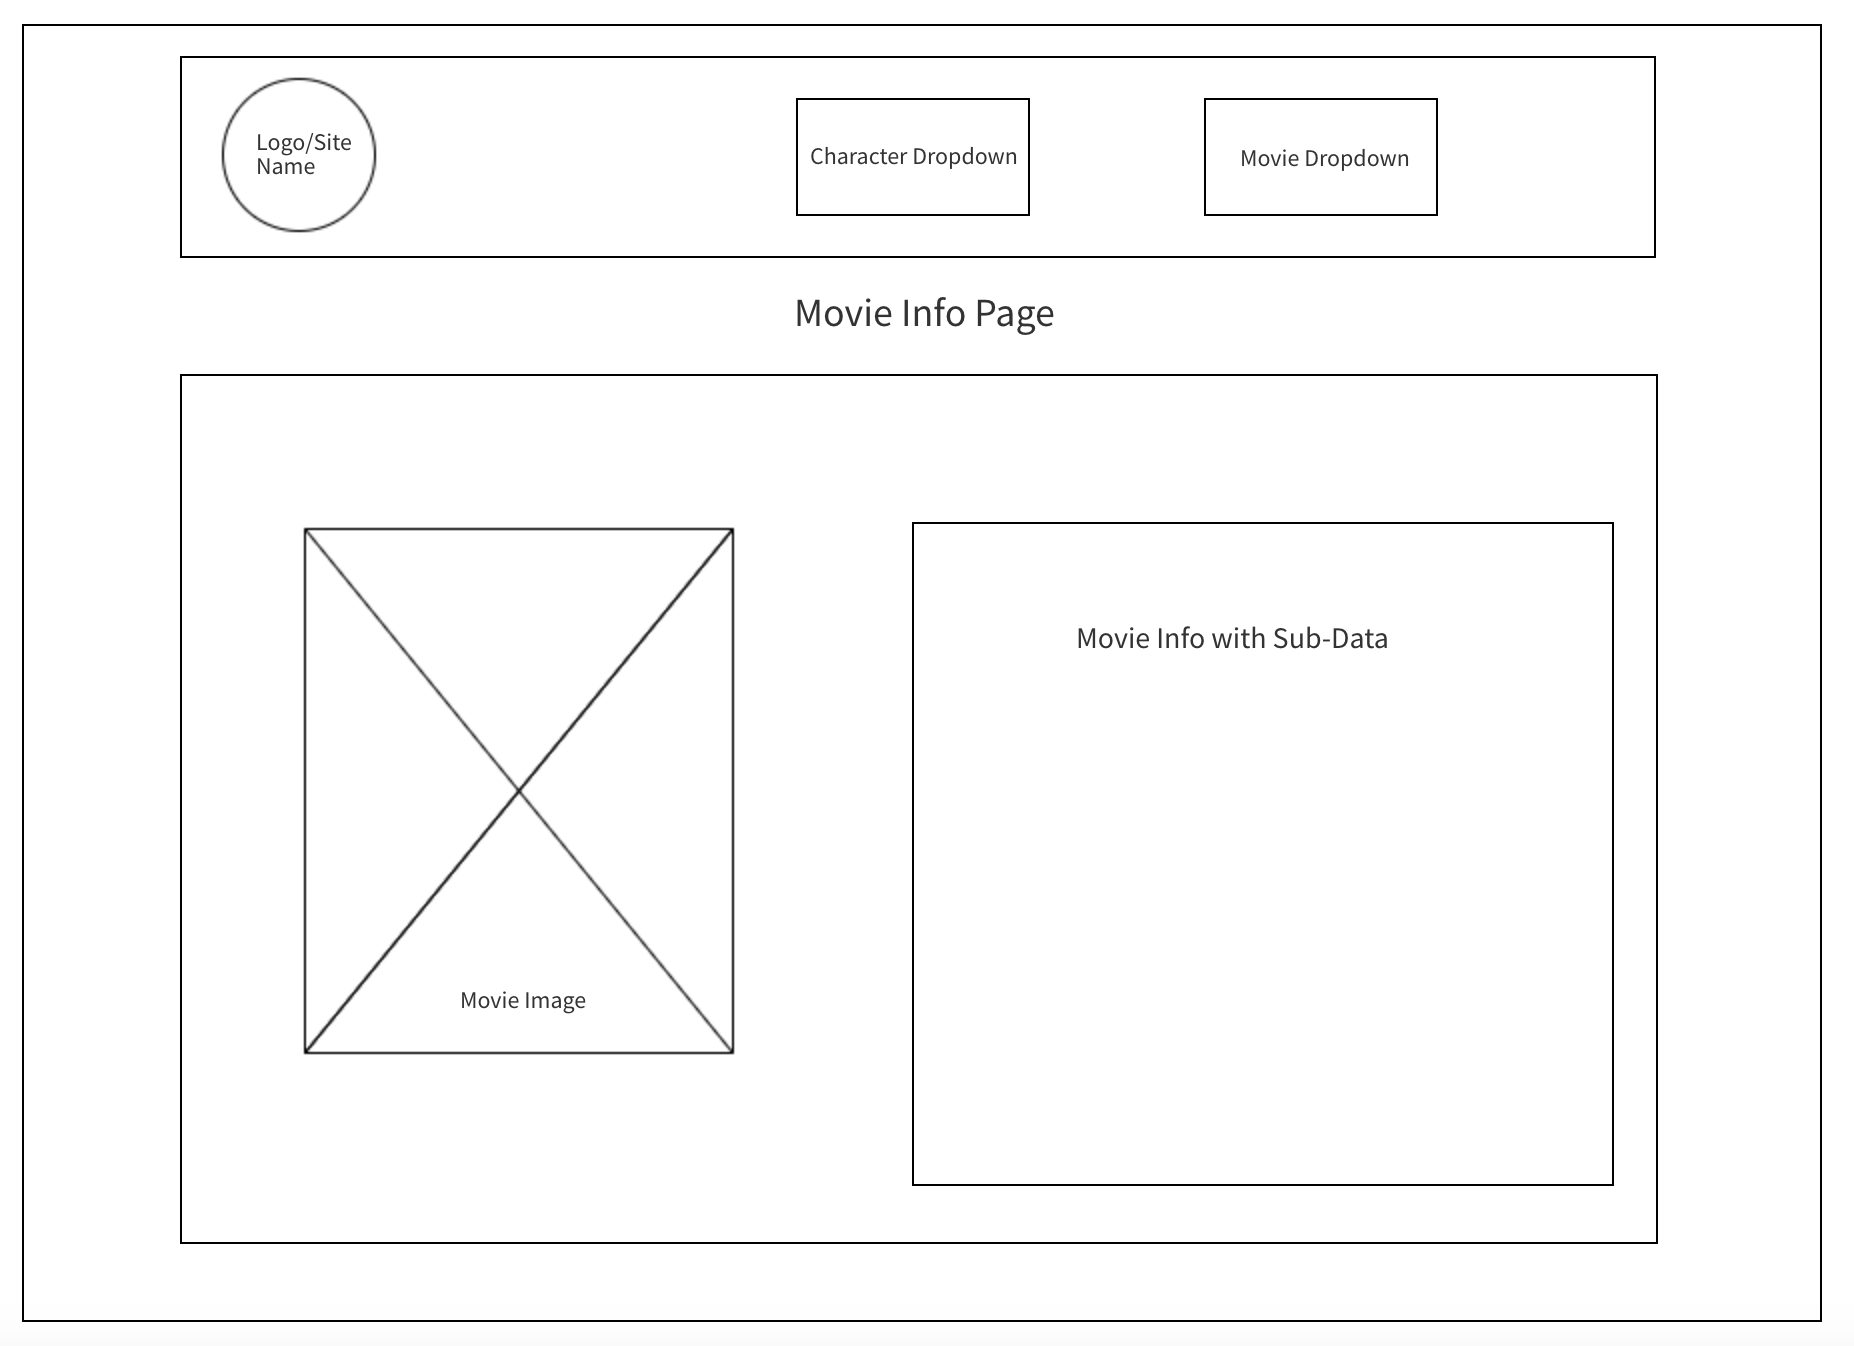 Logo/Site
Name
Character Dropdown
Movie Dropdown
Movie Info Page
Movie Info with Sub-Data
Movie Image